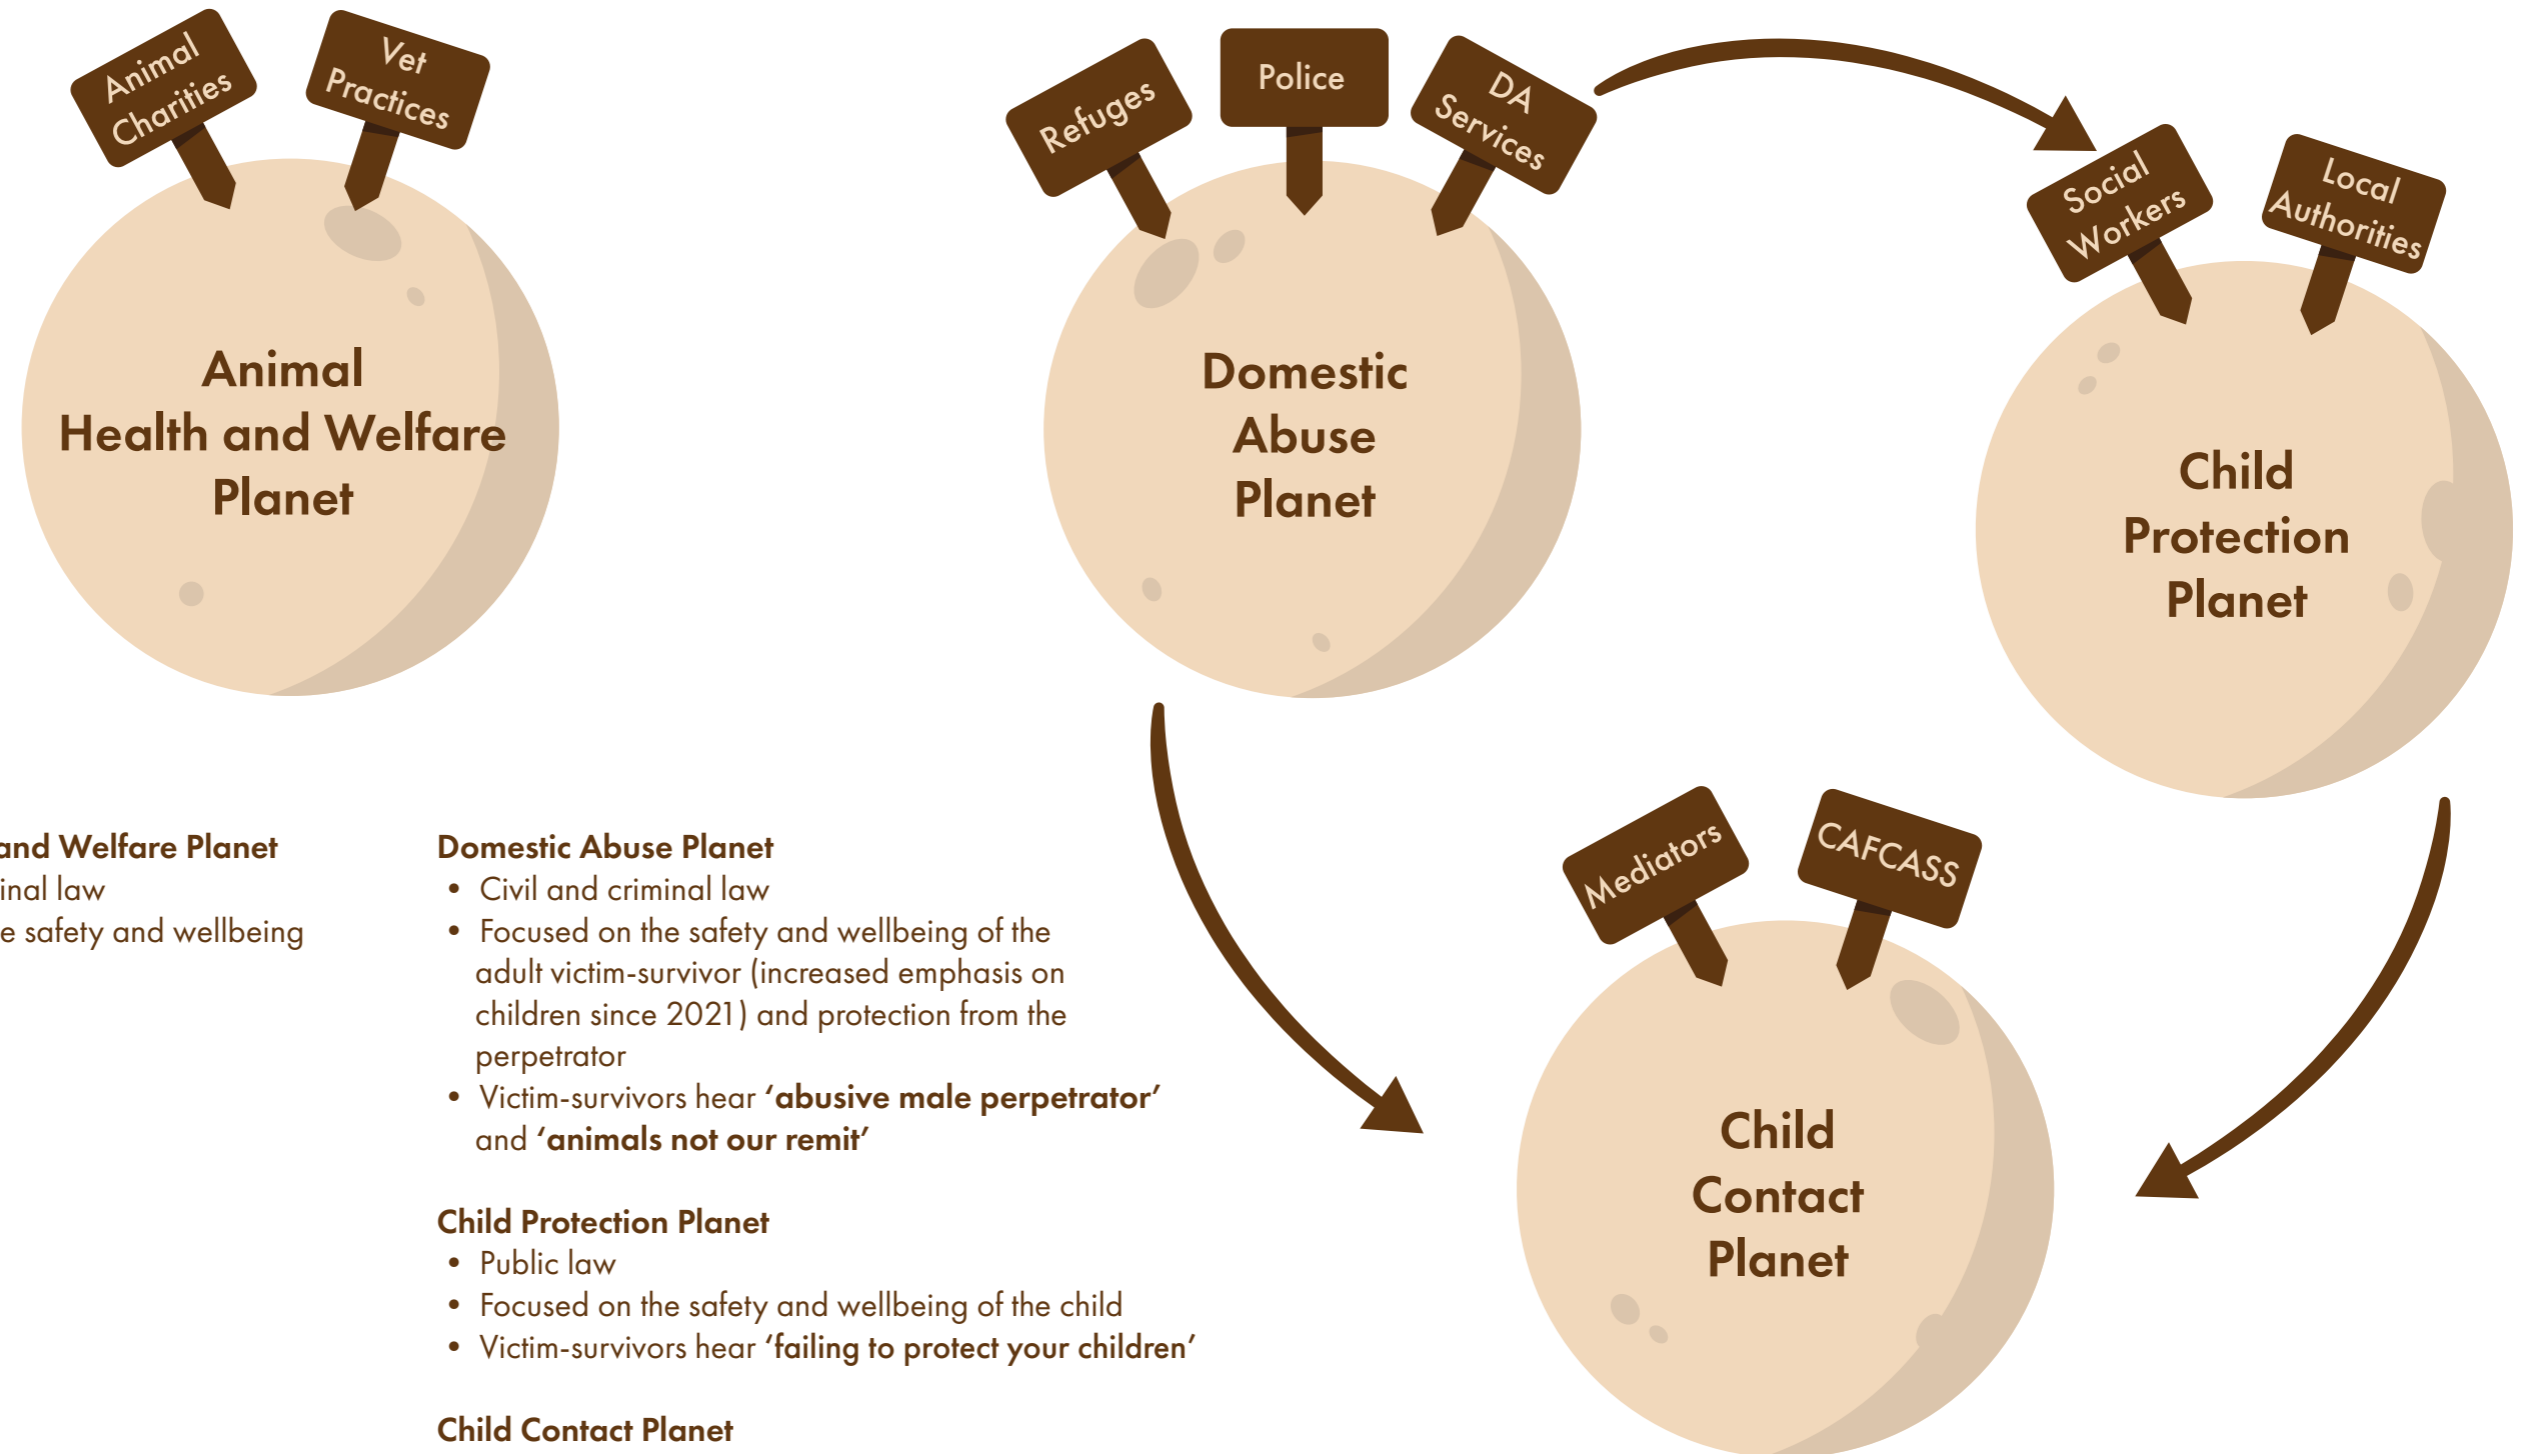 Animal
Charities
Vet
Practices
Animal
Health and Welfare
Planet
Refuges
Police
DA
Services
Domestic
Abuse
Planet
Social
Workers
Local
Authorities
Child
Protection
Planet
Mediators
CAFCASS
Child
Contact
Planet
and Welfare Planet
inal law
e safety and wellbeing
Domestic Abuse Planet
• Civil and criminal law
• Focused on the safety and wellbeing of the
adult victim-survivor (increased emphasis on
children since 2021) and protection from the
perpetrator
• Victim-survivors hear ‘abusive male perpetrator’
and ‘animals not our remit’
Child Protection Planet
• Public law
• Focused on the safety and wellbeing of the child
• Victim-survivors hear ‘failing to protect your children’
Child Contact Planet